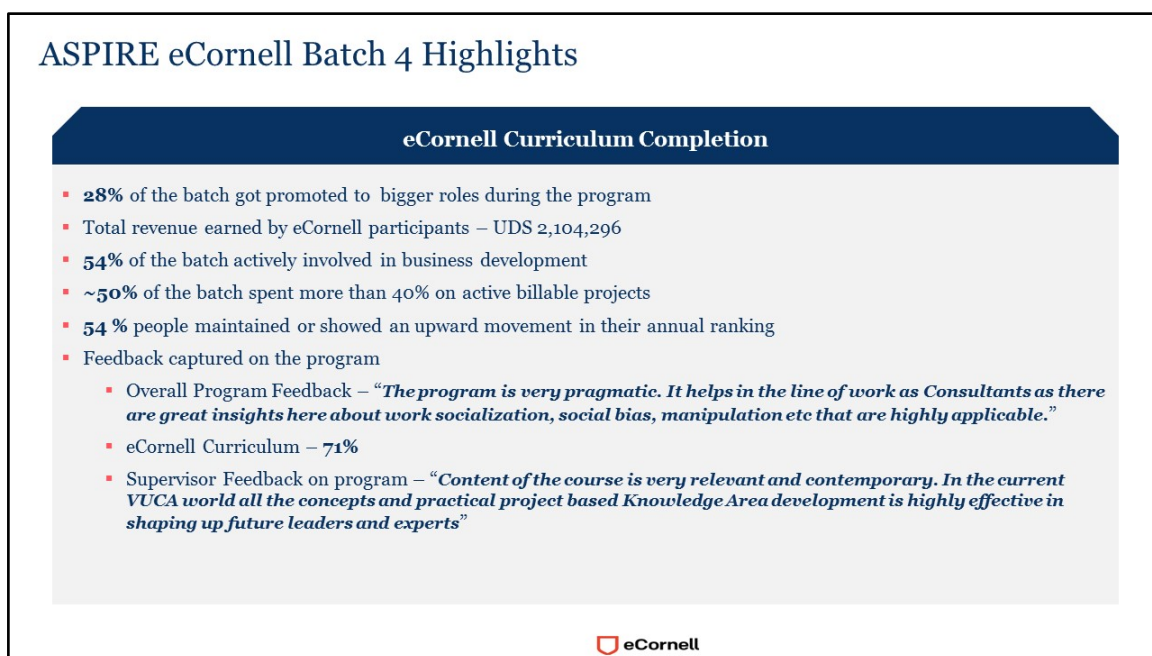 ASPIRE eCornell Batch 4 Highlights
eCornell Curriculum Completion
28% of the batch got promoted to bigger roles during the program
Total revenue earned by eCornell participants – UDS 2,104,296
54% of the batch actively involved in business development
~50% of the batch spent more than 40% on active billable projects
54 % people maintained or showed an upward movement in their annual ranking
Feedback captured on the program
Overall Program Feedback – “The program is very pragmatic. It helps in the line of work as Consultants as there
are great insights here about work socialization, social bias, manipulation etc that are highly applicable.”
eCornell Curriculum – 71%
Supervisor Feedback on program – “Content of the course is very relevant and contemporary. In the current
VUCA world all the concepts and practical project based Knowledge Area development is highly effective in
shaping up future leaders and experts”
eCornell